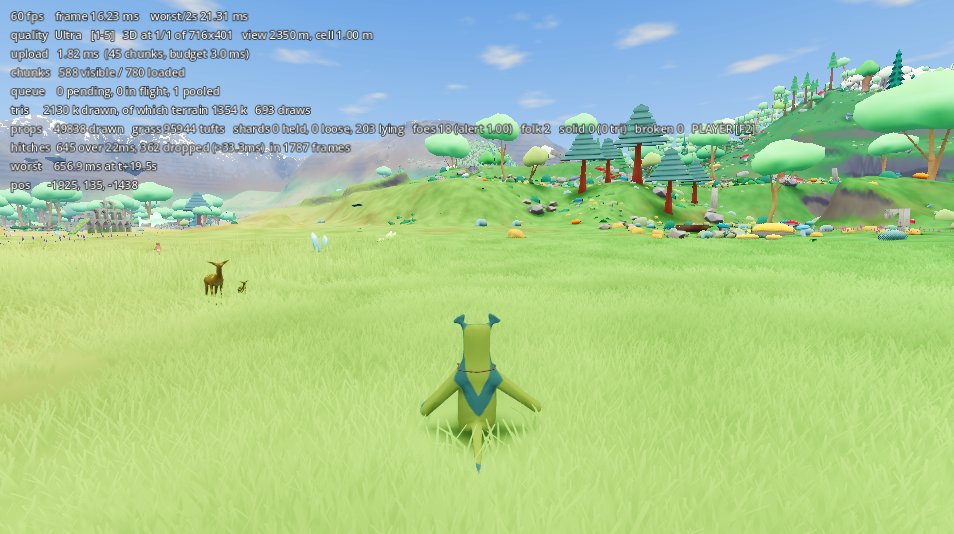 60 fps frame 16.23 ms worst/2s 21.31 ms
quality Ultra [1-5] 3D at 1/1 of 716x401 view 2350 m, cell 1.00 m
upload 1.82 ms (45 chunks, budget 3.0 ms)
chunks 588 visible / 780 loaded
queue 0 pending, 0 in flight, 1 pooled
tris 2130 k drawn, of which terrain 1354 k 693 draws
props 49838 drawn grass 95944 tufts shards 0 held, 0 loose, 203 lying foes 18 (alert 1.00) folk 2 solid 0 (0 tri) broken 0 PLAYER [F2]
hitches 645 over 22ms, 362 dropped (>33.3ms), in 1787 frames
worst 656.9 ms at t+19.5s
pos -1925, 135, -1438